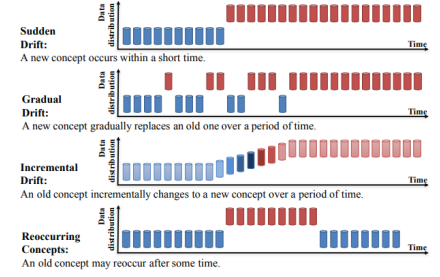 Data
distribution
Sudden
Drift:
Time
A new concept occurs within a short time.
Data
distribution
Gradual
Drift:
Time
A new concept gradually replaces an old one over a period of time.
Data
distribution
Incremental
Drift:
Time
An old concept incrementally changes to a new concept over a period of time.
Data
distribution
Reoccurring
Concepts:
Time
An old concept may reoccur after some time.